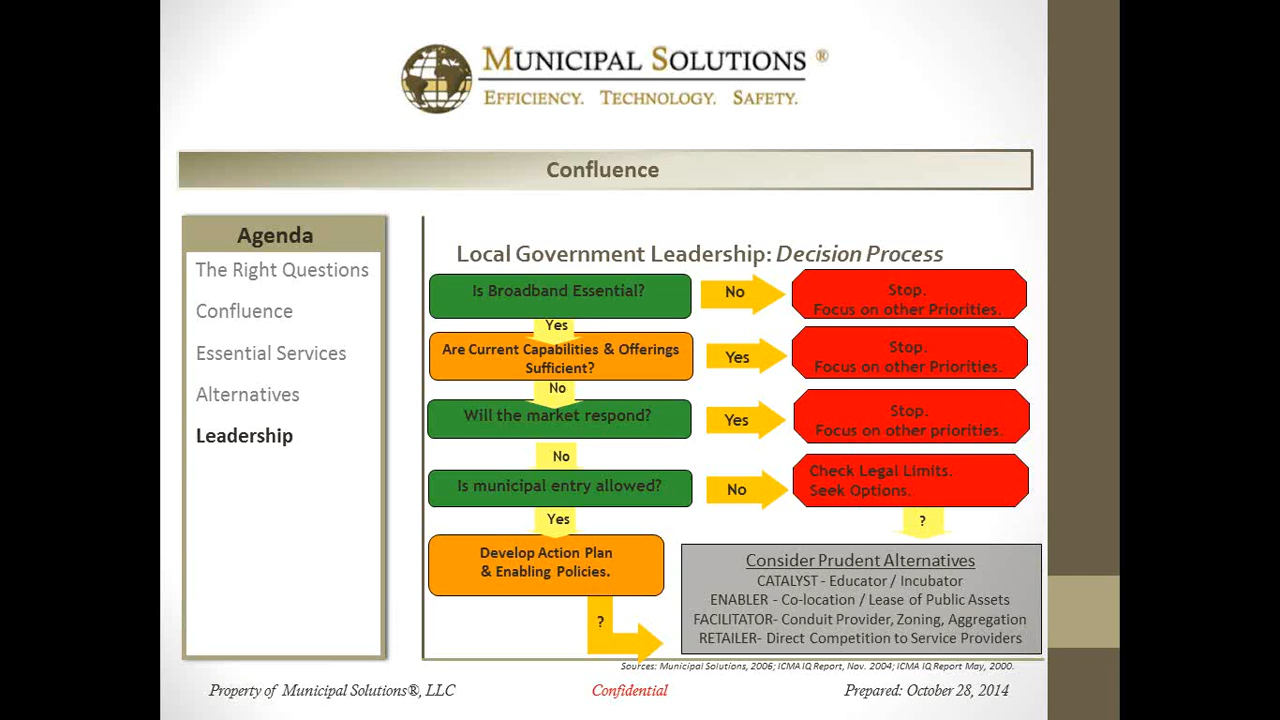 MUNICIPAL SOLUTIONS ®
EFFICIENCY. TECHNOLOGY. SAFETY.
Confluence
Agenda
The Right Questions
Confluence
Essential Services
Alternatives
Leadership
Local Government Leadership: Decision Process
Is Broadband Essential?
No
Stop.
Focus on other Priorities.
Yes
Are Current Capabilities & Offerings
Sufficient?
Yes
Stop.
Focus on other Priorities.
No
Will the market respond?
Yes
Stop.
Focus on other priorities.
No
Is municipal entry allowed?
No
Check Legal Limits.
Seek Options.
Yes
?
Develop Action Plan
& Enabling Policies.
?
Consider Prudent Alternatives
CATALYST - Educator / Incubator
ENABLER - Co-location / Lease of Public Assets
FACILITATOR- Conduit Provider, Zoning, Aggregation
RETAILER- Direct Competition to Service Providers
Sources: Municipal Solutions, 2006; ICMA IQ Report, Nov. 2004; ICMA IQ Report May, 2000.
Property of Municipal Solutions®, LLC
Confidential
Prepared: October 28, 2014